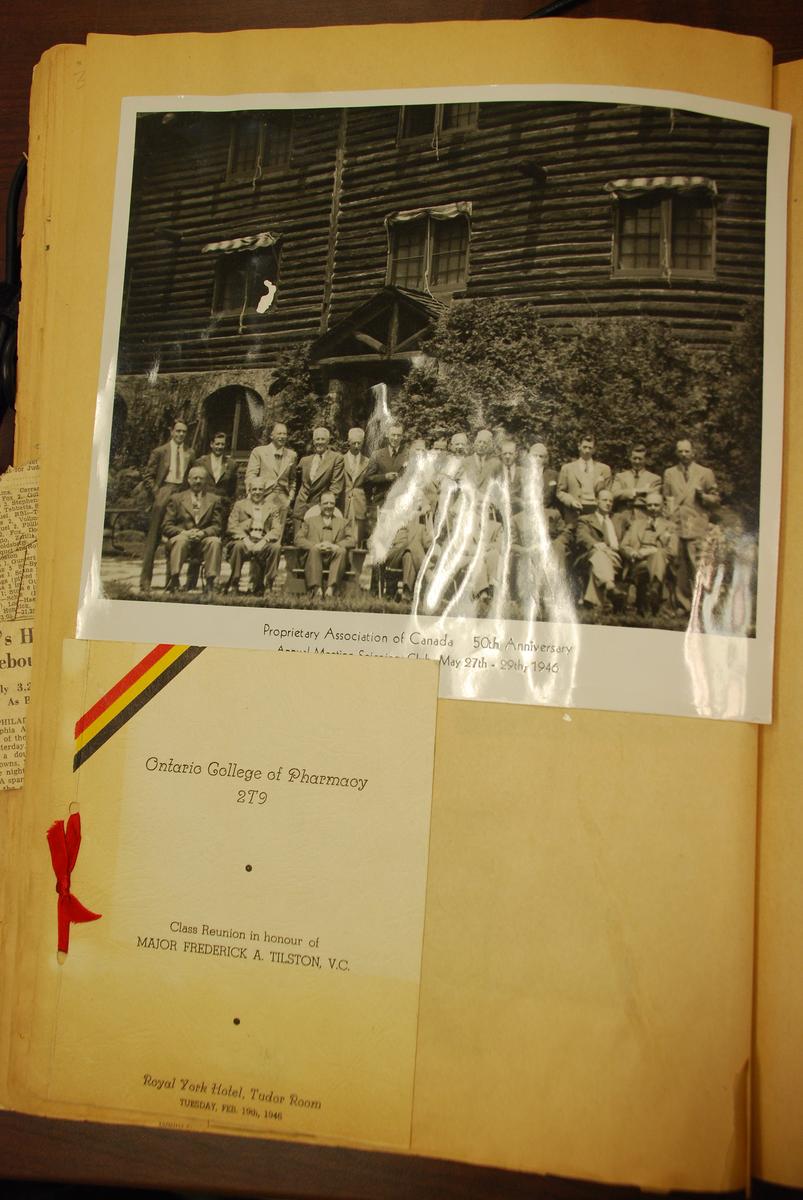 Proprietary Association of Canada 50th Anniversary
Annual Meeting Club, May 27th - 29th, 1946
Ontario College of Pharmacy
2T9
Class Reunion in honour of
MAJOR FREDERICK A. TILSTON, V.C.
Royal York Hotel, Tudor Room
TUESDAY, FEB. 19th, 1946